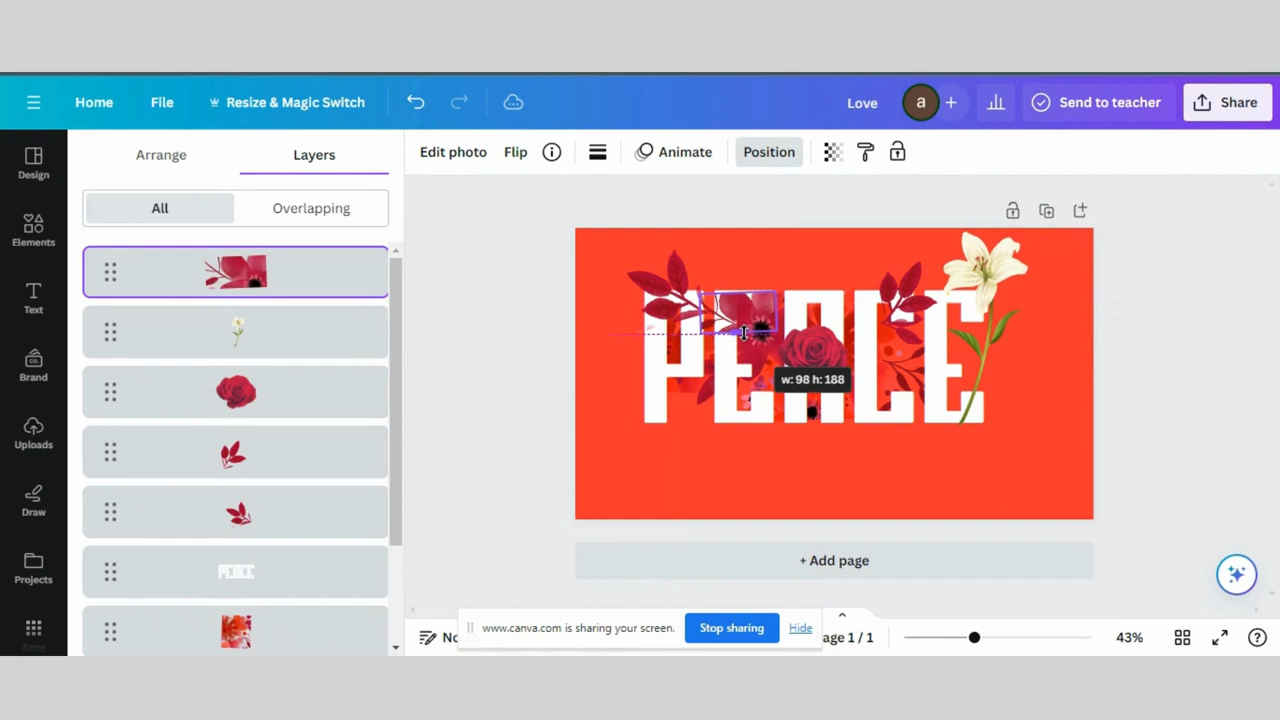 Home File Resize & Magic Switch Love a Send to teacher Share
Arrange Layers Edit photo Flip Animate Position
Design
All Overlapping
Elements
Text
PEACE
w: 98 h: 188
Brand
Uploads
Draw
PEACE
Projects
+ Add page
Apps
www.canva.com is sharing your screen. Stop sharing Hide
age 1 / 1 43%